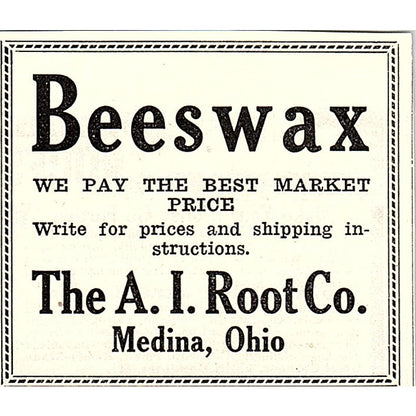 Beeswax
WE PAY THE BEST MARKET
PRICE
Write for prices and shipping in-
structions.
The A. I. Root Co.
Medina, Ohio